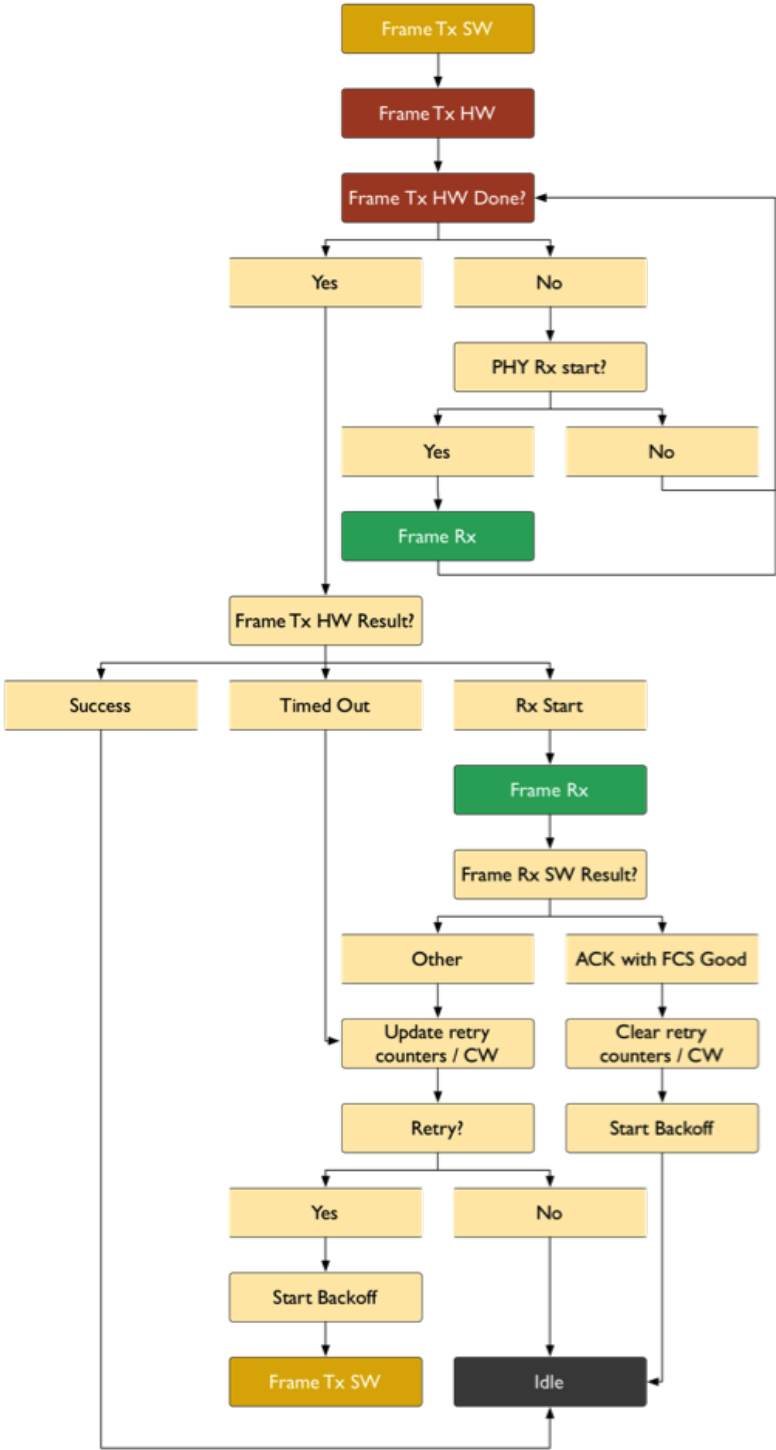 Frame Tx SW
Frame Tx HW
Frame Tx HW Done?
Yes
No
PHY Rx start?
Yes
No
Frame Rx
Frame Tx HW Result?
Success
Timed Out
Rx Start
Frame Rx
Frame Rx SW Result?
Other
ACK with FCS Good
Update retry
counters / CW
Clear retry
counters / CW
Retry?
Start Backoff
Yes
No
Start Backoff
Frame Tx SW
Idle